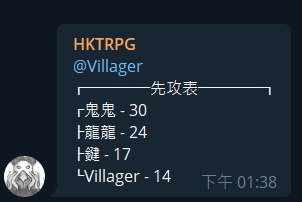 HKTRPG
@Villager
┏━━━━━先攻表━━━━━┓
┌鬼鬼 - 30
├龍龍 - 24
├鍵 - 17
└Villager - 14
下午 01:38